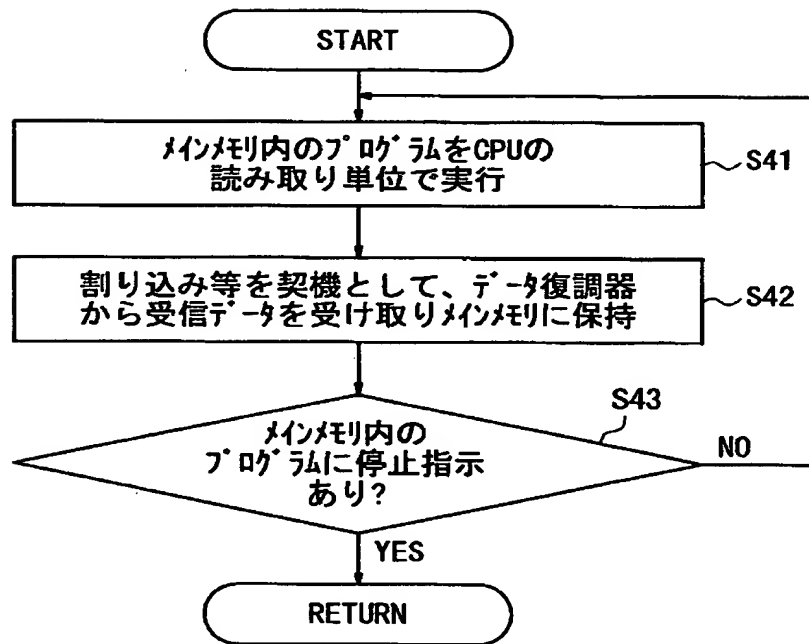 START
メインメモリ内のプログラムをCPUの
読み取り単位で実行
S41
割り込み等を契機として、データ復調器
から受信データを受け取りメインメモリに保持
S42
S43
メインメモリ内の
プログラムに停止指示
あり?
NO
YES
RETURN